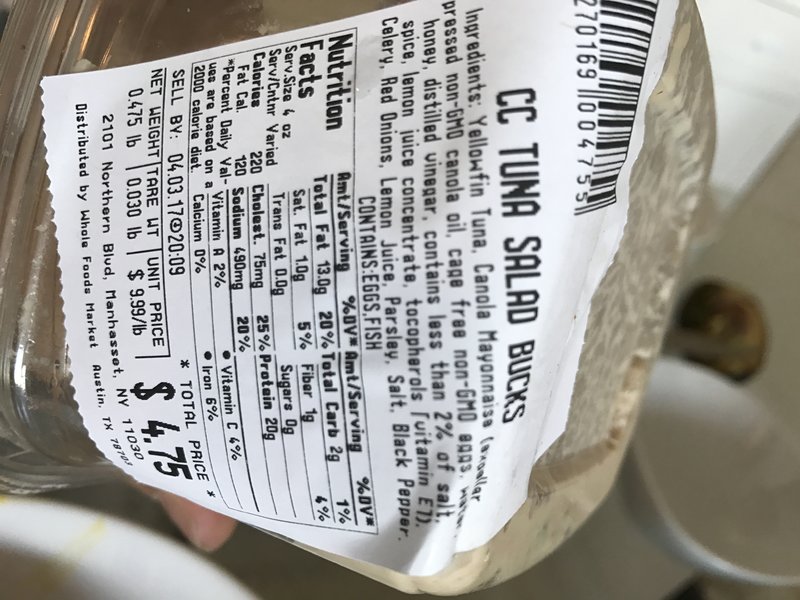 270169 004755
CC TUNA SALAD BUCKS
Ingredients: Yellowfin Tuna, Canola Mayonnaise (expeller
pressed non-GMO canola oil, cage free non-GMO eggs, water,
honey, distilled vinegar, contains less than 2% of salt,
spice, lemon juice concentrate, tocopherols [vitamin E]),
Celery, Red Onions, Lemon Juice, Parsley, Salt, Black Pepper.
CONTAINS:EGGS,FISH
Nutrition Facts
Serv.Size 4 oz
Serv/Cntnr Varied
Calories 220
Fat Cal. 120
*Percent Daily Val-
ues are based on a
2000 calorie diet.
Amt/Serving %DV* Amt/Serving %DV*
Total Fat 13.0g 20% Total Carb 2g 1%
Sat. Fat 1.0g 5% Fiber 1g 4%
Trans Fat 0.0g Sugars 0g
Cholest. 75mg 25% Protein 20g
Sodium 490mg 20%
Vitamin A 2% • Vitamin C 4%
Calcium 0% • Iron 6%
SELL BY: 04.03.17@20:09
NET WEIGHT TARE WT UNIT PRICE * TOTAL PRICE *
0.475 lb 0.030 lb $ 9.99/lb $ 4.75
2101 Northern Blvd, Manhasset, NY 11030
Distributed by Whole Foods Market Austin, TX 78703